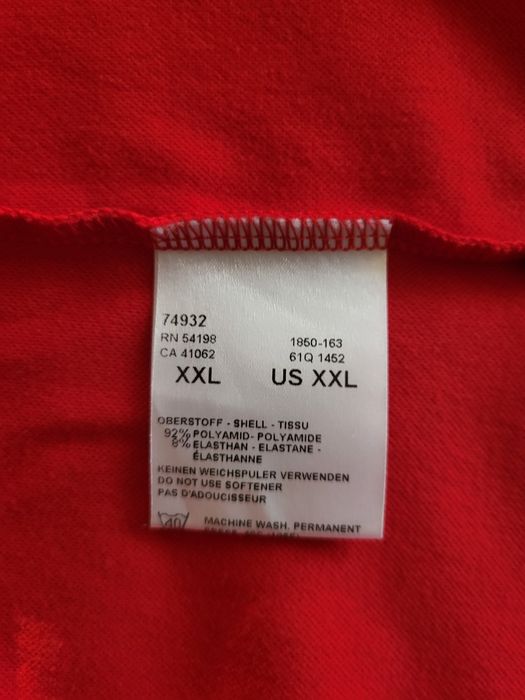 74932
RN 54198 1850-163
CA 41062 61Q 1452
XXL US XXL
OBERSTOFF - SHELL - TISSU
92% POLYAMID- POLYAMIDE
8% ELASTHAN - ELASTANE -
ÉLASTHANNE
KEINEN WEICHSPULER VERWENDEN
DO NOT USE SOFTENER
PAS D'ADOUCISSEUR
40 MACHINE WASH. PERMANENT